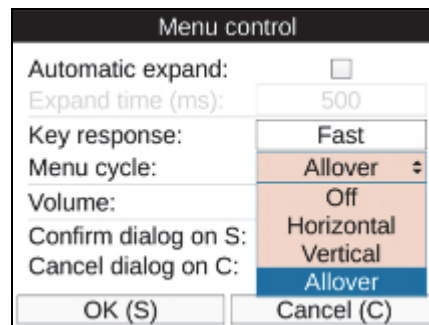 Menu control
Automatic expand:
Expand time (ms): 500
Key response: Fast
Menu cycle: Allover
Off
Horizontal
Vertical
Allover
Volume:
Confirm dialog on S:
Cancel dialog on C:
OK (S) Cancel (C)